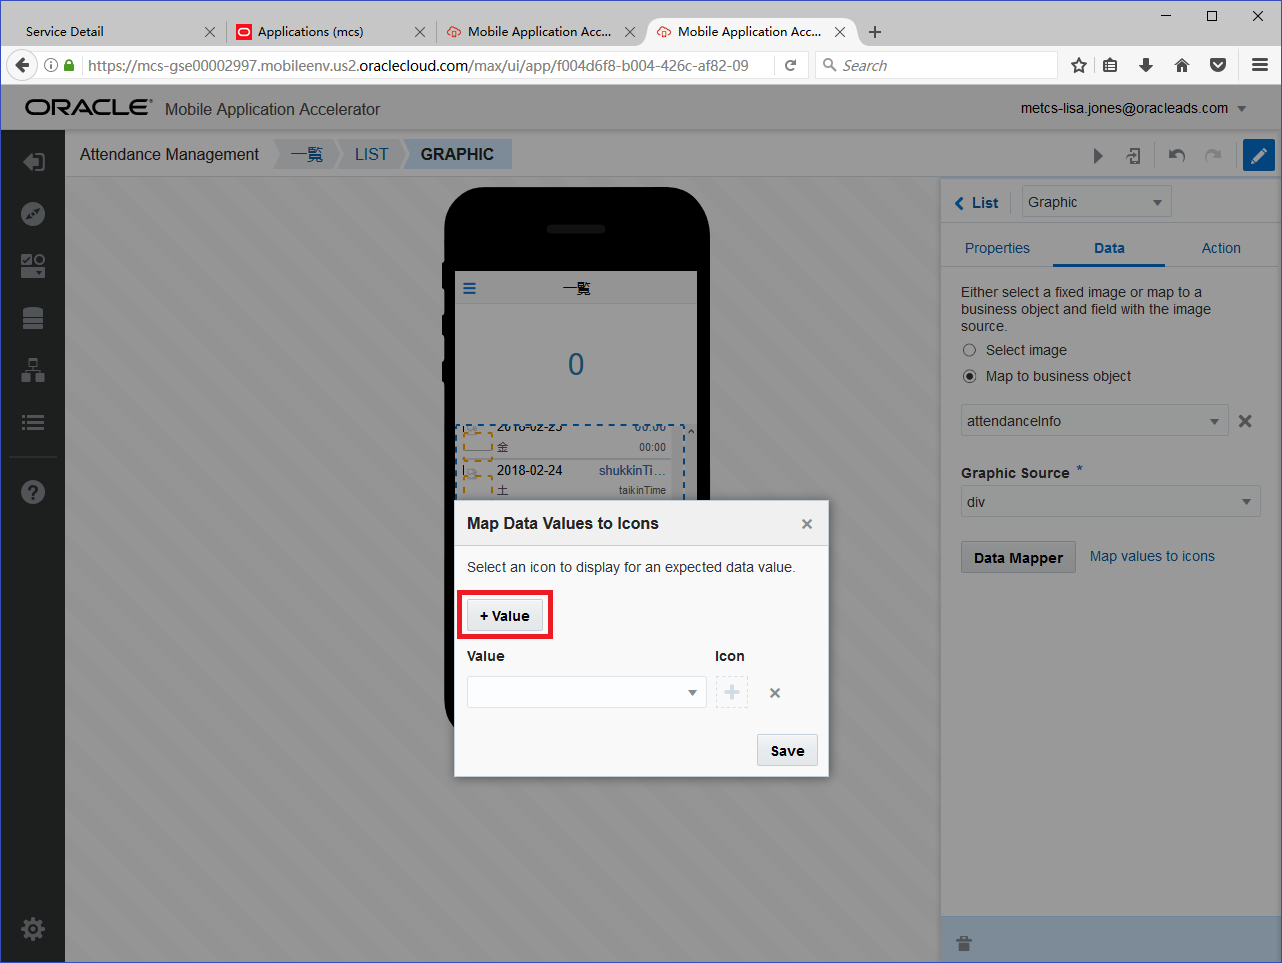 Service Detail
Applications (mcs)
Mobile Application Acc...
Mobile Application Acc...
https://mcs-gse00002997.mobileenv.us2.oraclecloud.com/max/ui/app/f004d6f8-b004-426c-af82-09
Search
ORACLE Mobile Application Accelerator
metcs-lisa.jones@oracleads.com
Attendance Management
一覧
LIST
GRAPHIC
List
Graphic
Properties
Data
Action
Either select a fixed image or map to a
business object and field with the image
source.
Select image
Map to business object
attendanceInfo
Graphic Source *
div
Data Mapper
Map values to icons
一覧
0
金
00:00
2018-02-24
shukkinTi...
土
taikinTime
Map Data Values to Icons
Select an icon to display for an expected data value.
+ Value
Value
Icon
Save